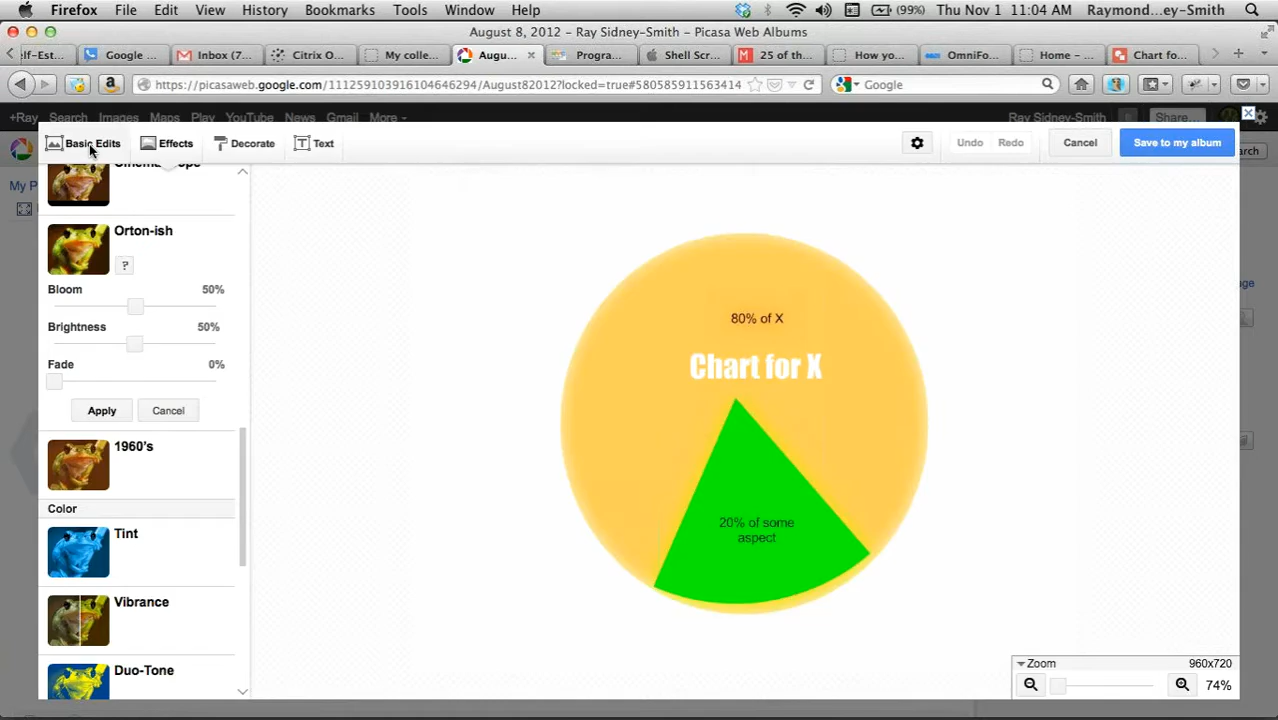 Firefox File Edit View History Bookmarks Tools Window Help (99%) Thu Nov 1 11:04 AM Raymond...ey-Smith
August 8, 2012 - Ray Sidney-Smith - Picasa Web Albums
elf-Est... Google ... Inbox (7... Citrix O... My colle... Augu... Progra... Shell Scr... 25 of th... How yo... OmniFo... Home - ... Chart fo...
https://picasaweb.google.com/111259103916104646294/August82012?locked=true#580585911563414 Google
+Ray Search Images Maps Play YouTube News Gmail More Ray Sidney-Smith Share...
Basic Edits Effects Decorate Text Undo Redo Cancel Save to my album
My P
Orton-ish
?
Bloom 50%
Brightness 50%
Fade 0%
Apply Cancel
1960's
Color
Tint
Vibrance
Duo-Tone
80% of X
Chart for X
20% of some
aspect
Zoom 960x720
74%